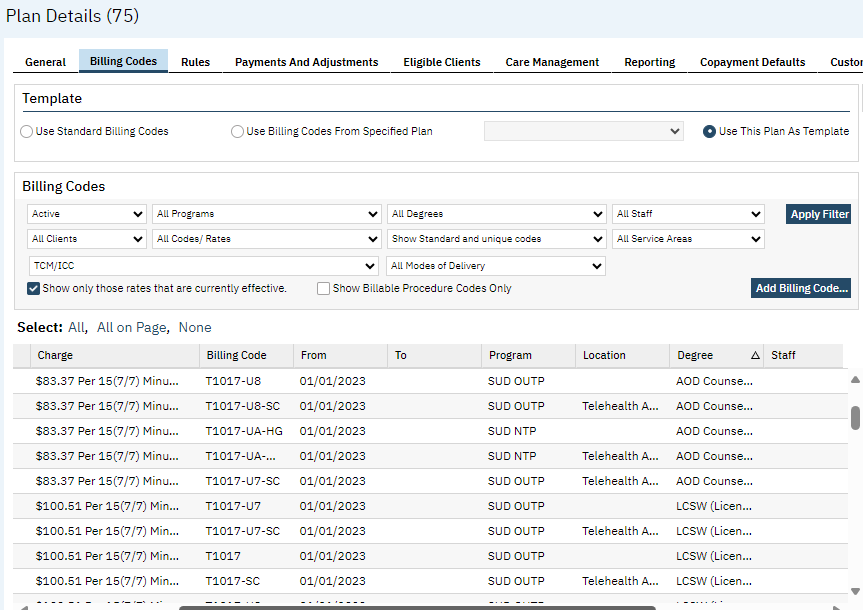 Plan Details (75)
General Billing Codes Rules Payments And Adjustments Eligible Clients Care Management Reporting Copayment Defaults Custom
Template
Use Standard Billing Codes Use Billing Codes From Specified Plan Use This Plan As Template
Billing Codes
Active All Programs All Degrees All Staff Apply Filter
All Clients All Codes/ Rates Show Standard and unique codes All Service Areas
TCM/ICC All Modes of Delivery
Show only those rates that are currently effective. Show Billable Procedure Codes Only Add Billing Code...
Select: All, All on Page, None
Charge Billing Code From To Program Location Degree △ Staff
$83.37 Per 15(7/7) Minu... T1017-U8 01/01/2023 SUD OUTP AOD Counse...
$83.37 Per 15(7/7) Minu... T1017-U8-SC 01/01/2023 SUD OUTP Telehealth A... AOD Counse...
$83.37 Per 15(7/7) Minu... T1017-UA-HG 01/01/2023 SUD NTP AOD Counse...
$83.37 Per 15(7/7) Minu... T1017-UA-... 01/01/2023 SUD NTP Telehealth A... AOD Counse...
$83.37 Per 15(7/7) Minu... T1017-U7-SC 01/01/2023 SUD OUTP Telehealth A... AOD Counse...
$100.51 Per 15(7/7) Min... T1017-U7 01/01/2023 SUD OUTP LCSW (Licen...
$100.51 Per 15(7/7) Min... T1017-U7-SC 01/01/2023 SUD OUTP Telehealth A... LCSW (Licen...
$100.51 Per 15(7/7) Min... T1017 01/01/2023 SUD OUTP LCSW (Licen...
$100.51 Per 15(7/7) Min... T1017-SC 01/01/2023 SUD OUTP Telehealth A... LCSW (Licen...